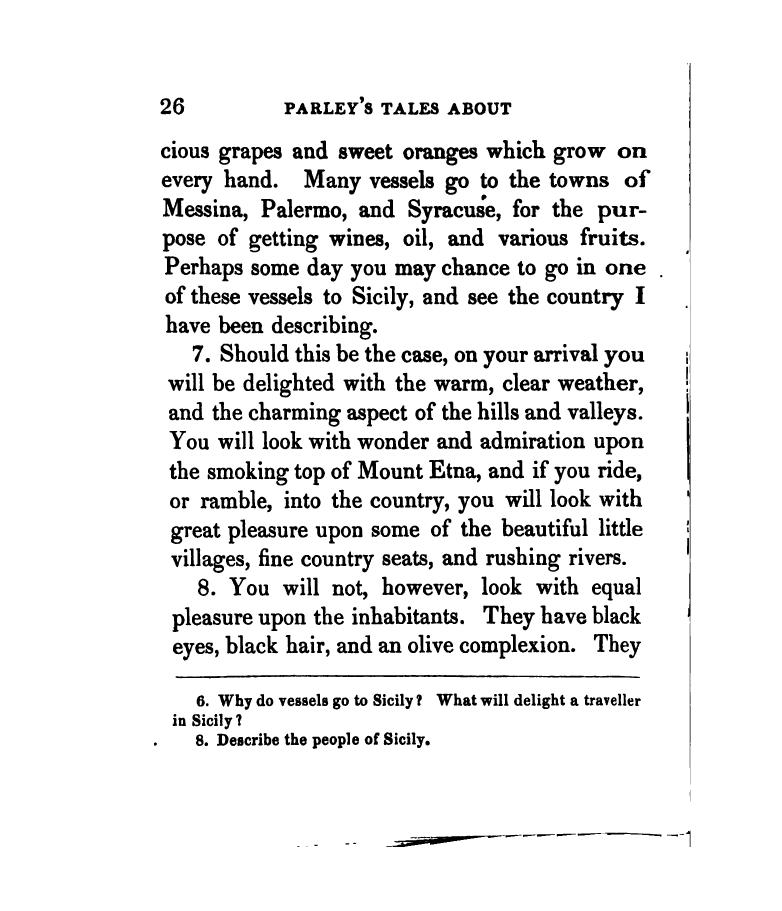 26 PARLEY'S TALES ABOUT
cious grapes and sweet oranges which grow on
every hand. Many vessels go to the towns of
Messina, Palermo, and Syracuse, for the pur-
pose of getting wines, oil, and various fruits.
Perhaps some day you may chance to go in one
of these vessels to Sicily, and see the country I
have been describing.
7. Should this be the case, on your arrival you
will be delighted with the warm, clear weather,
and the charming aspect of the hills and valleys.
You will look with wonder and admiration upon
the smoking top of Mount Etna, and if you ride,
or ramble, into the country, you will look with
great pleasure upon some of the beautiful little
villages, fine country seats, and rushing rivers.
8. You will not, however, look with equal
pleasure upon the inhabitants. They have black
eyes, black hair, and an olive complexion. They
6. Why do vessels go to Sicily? What will delight a traveller
in Sicily?
8. Describe the people of Sicily.